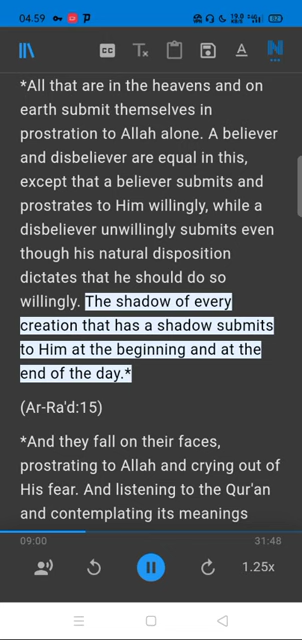 04.59
CC
*All that are in the heavens and on
earth submit themselves in
prostration to Allah alone. A believer
and disbeliever are equal in this,
except that a believer submits and
prostrates to Him willingly, while a
disbeliever unwillingly submits even
though his natural disposition
dictates that he should do so
willingly. The shadow of every
creation that has a shadow submits
to Him at the beginning and at the
end of the day.*
(Ar-Ra'd:15)
*And they fall on their faces,
prostrating to Allah and crying out of
His fear. And listening to the Qur'an
and contemplating its meanings
09:00 31:48
1.25x